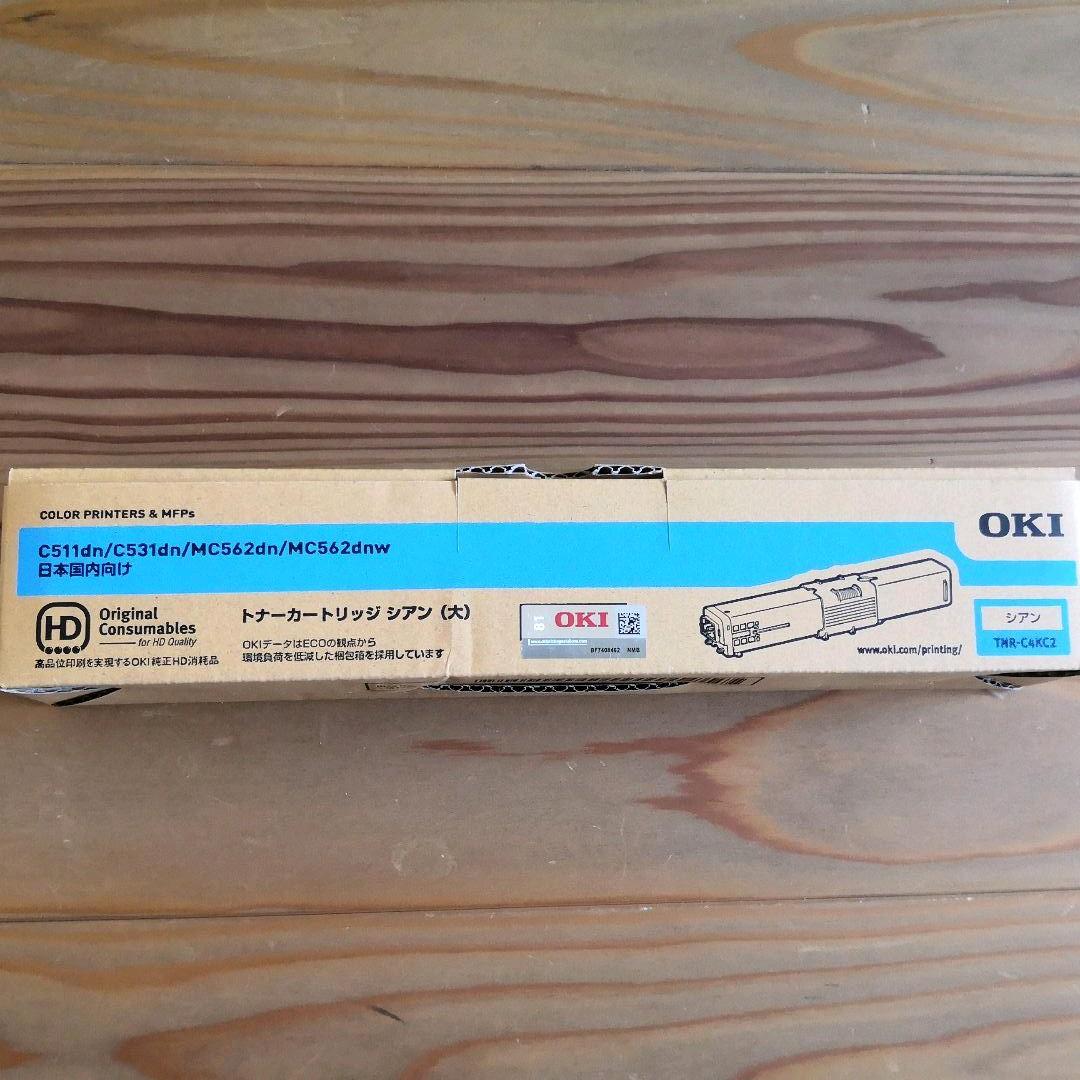 COLOR PRINTERS & MFPs
OKI
C511dn/C531dn/MC562dn/MC562dnw
日本国内向け
HD Original
Consumables
for HD Quality
高品位印刷を実現するOKI純正HD消耗品
トナーカートリッジ シアン（大）
OKIデータはECOの観点から
環境負荷を低減した梱包箱を採用しています
81
OKI
BF7408462 NMB
www.oki.com/printing/
シアン
TNR-C4KC2